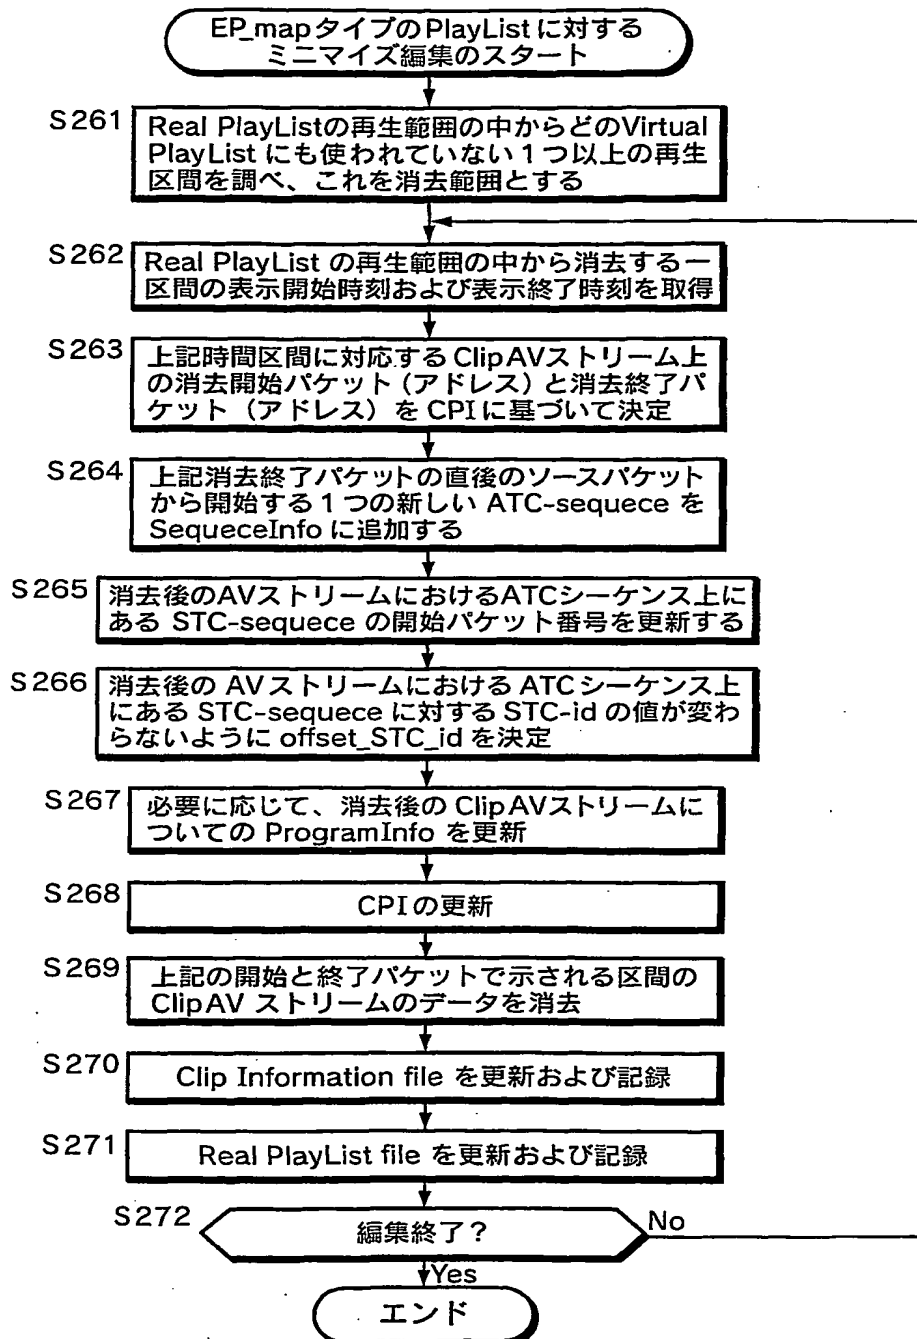 EP_mapタイプのPlayListに対する
ミニマイズ編集のスタート
S261
Real PlayListの再生範囲の中からどのVirtual
PlayList にも使われていない1つ以上の再生
区間を調べ、これを消去範囲とする
S262
Real PlayList の再生範囲の中から消去する一
区間の表示開始時刻および表示終了時刻を取得
S263
上記時間区間に対応するClipAVストリーム上
の消去開始パケット(アドレス)と消去終了パ
ケット(アドレス)をCPIに基づいて決定
S264
上記消去終了パケットの直後のソースパケット
から開始する1つの新しい ATC-sequece を
SequeceInfo に追加する
S265
消去後のAVストリームにおけるATCシーケンス上に
ある STC-sequece の開始パケット番号を更新する
S266
消去後の AVストリームにおける ATCシーケンス上
にある STC-sequece に対する STC-id の値が変わ
らないように offset_STC_id を決定
S267
必要に応じて、消去後の ClipAVストリームに
ついての ProgramInfo を更新
S268
CPIの更新
S269
上記の開始と終了パケットで示される区間の
ClipAV ストリームのデータを消去
S270
Clip Information file を更新および記録
S271
Real PlayList file を更新および記録
S272
編集終了?
No
Yes
エンド